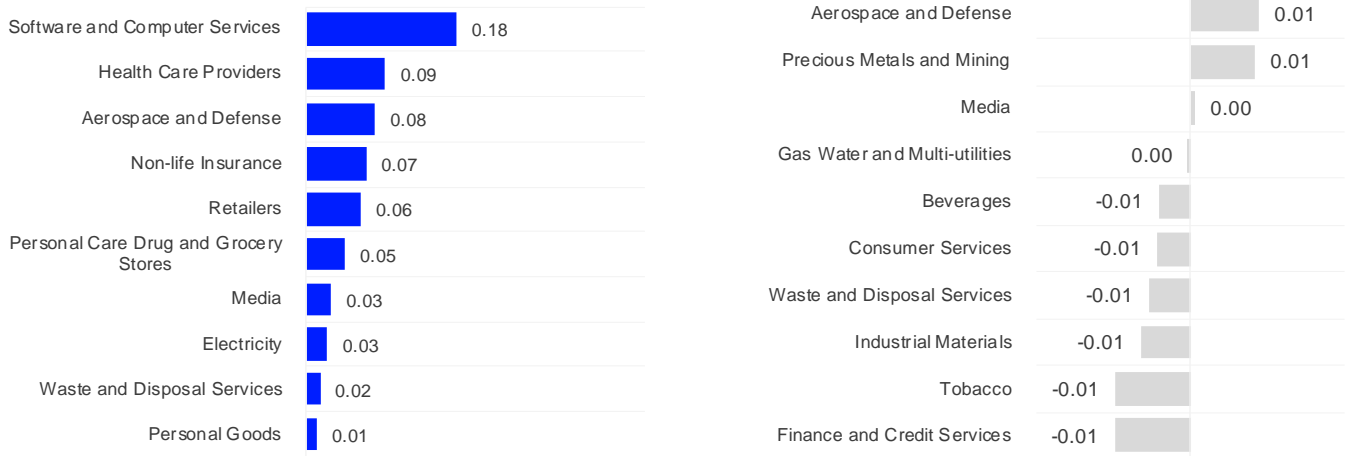 Software and Computer Services 0.18
Health Care Providers 0.09
Aerospace and Defense 0.08
Non-life Insurance 0.07
Retailers 0.06
Personal Care Drug and Grocery
Stores 0.05
Media 0.03
Electricity 0.03
Waste and Disposal Services 0.02
Personal Goods 0.01
Aerospace and Defense 0.01
Precious Metals and Mining 0.01
Media 0.00
Gas Water and Multi-utilities 0.00
Beverages -0.01
Consumer Services -0.01
Waste and Disposal Services -0.01
Industrial Materials -0.01
Tobacco -0.01
Finance and Credit Services -0.01